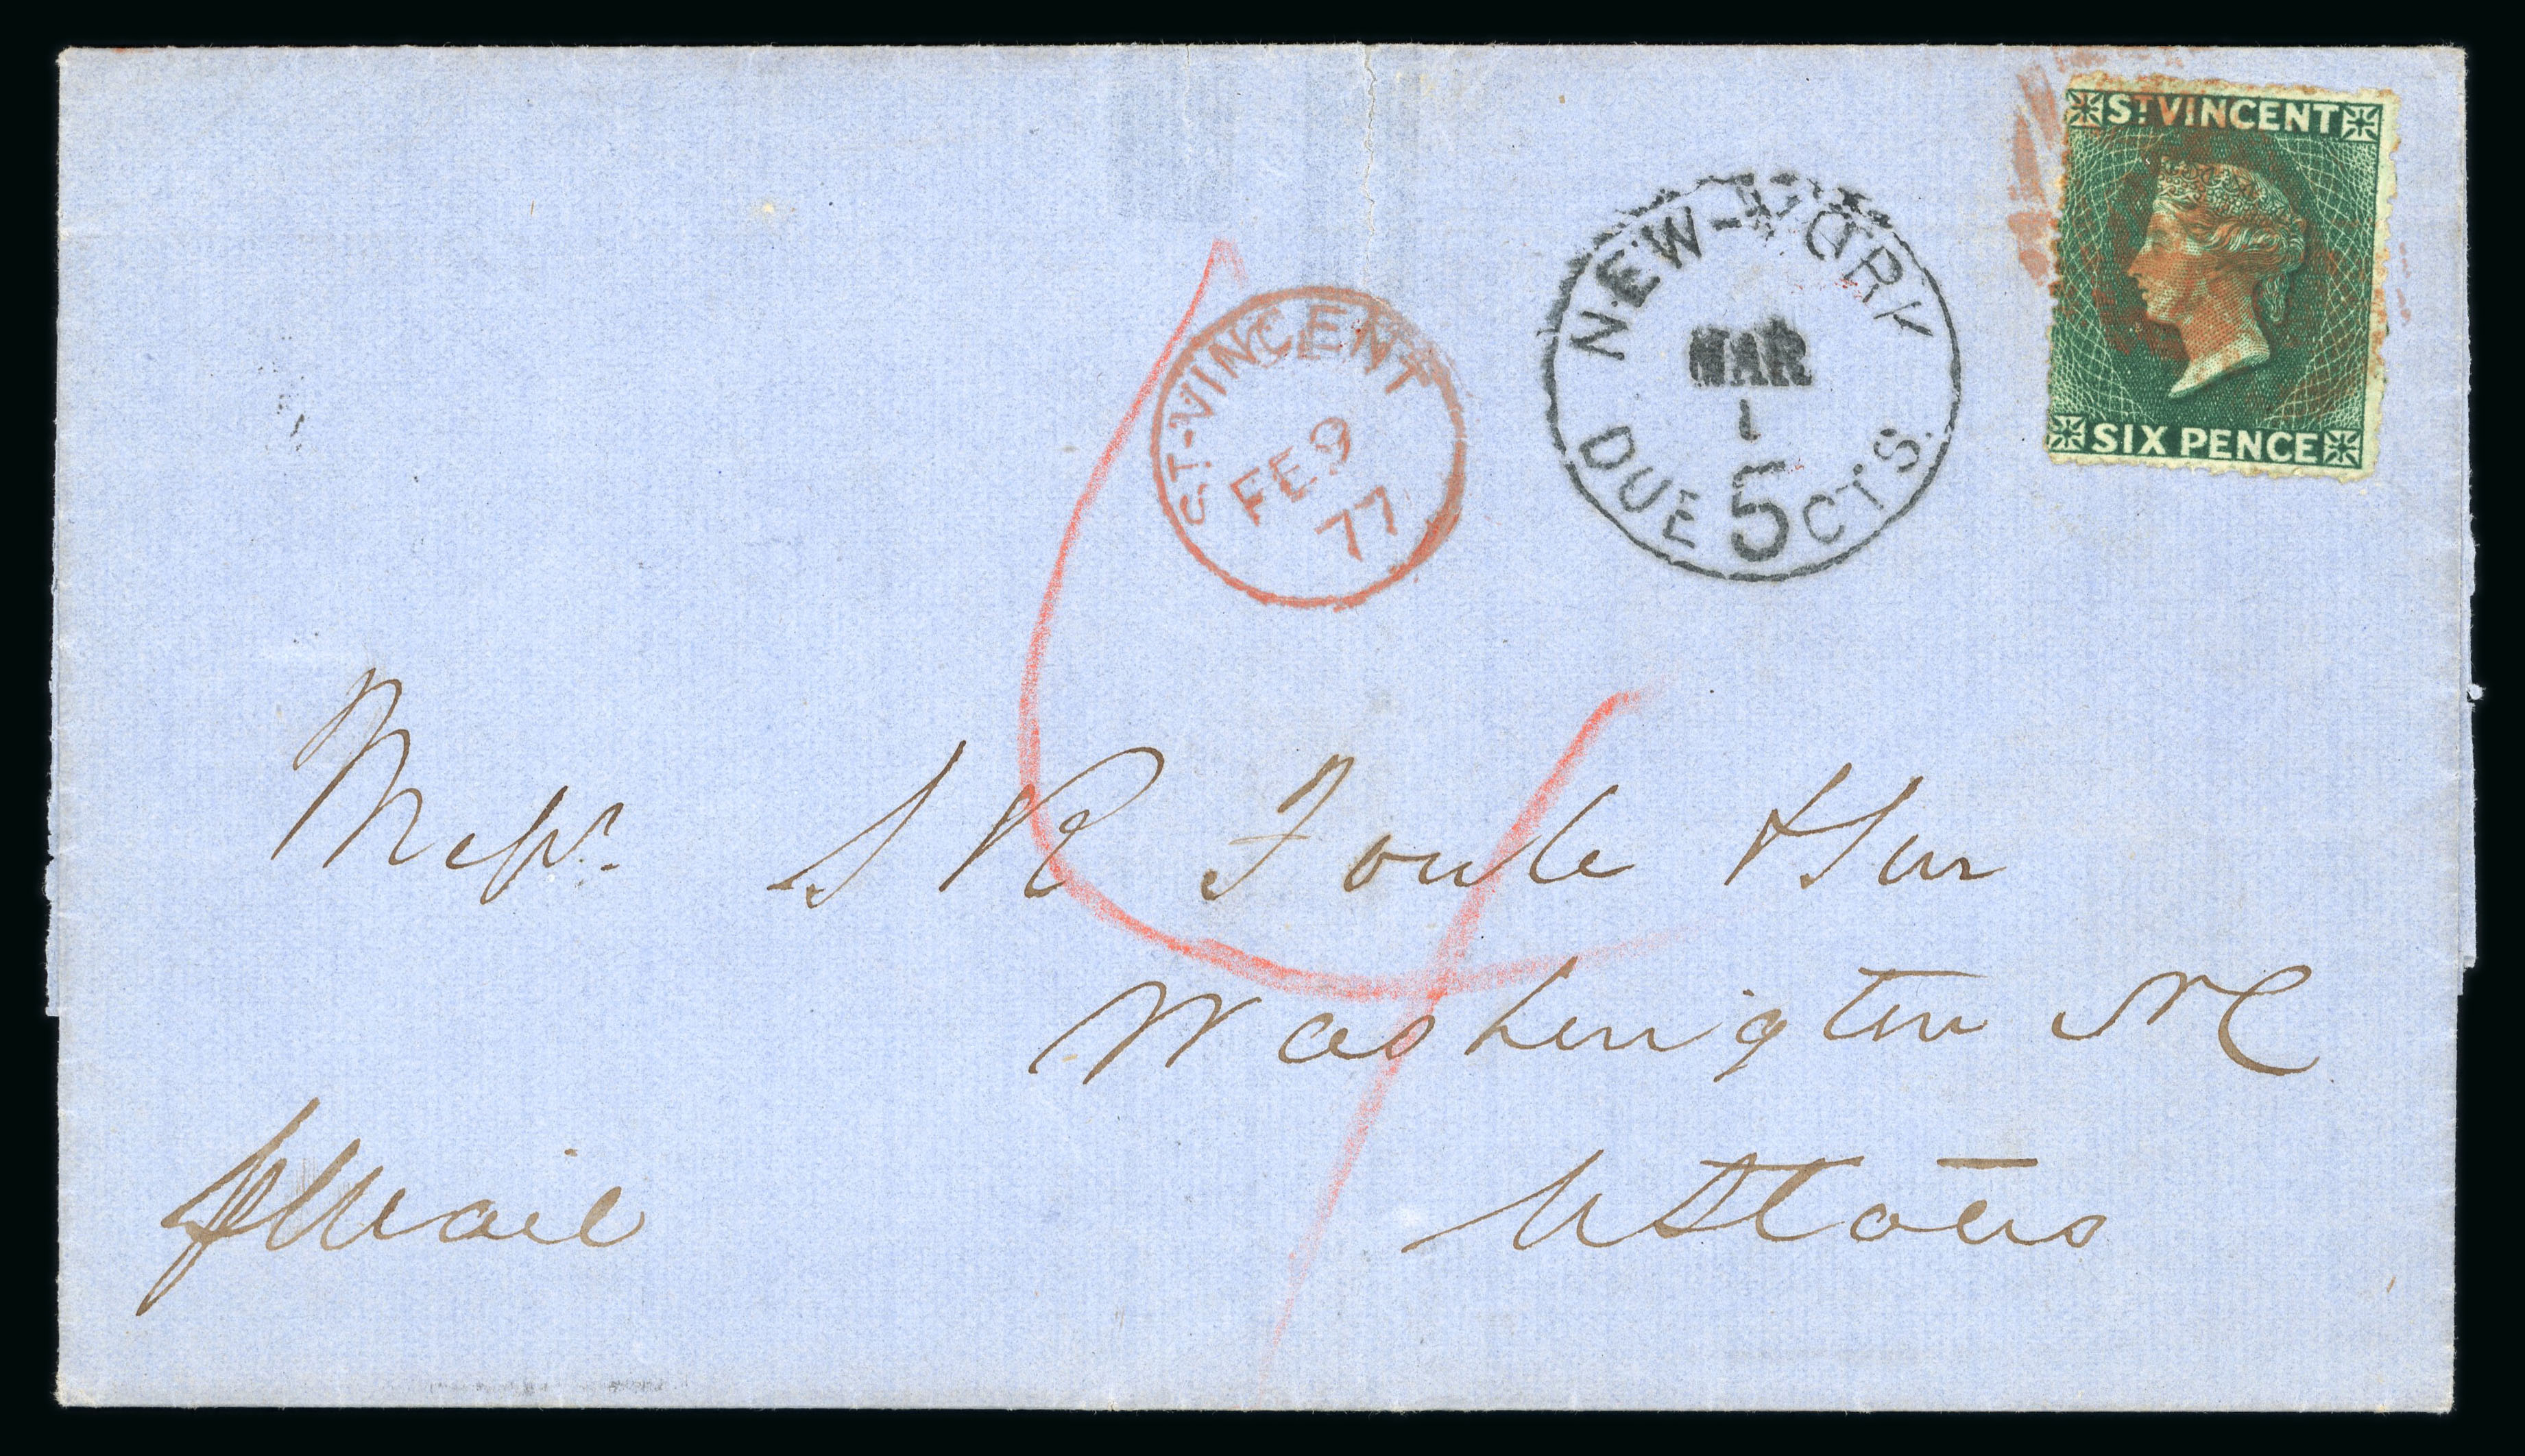 ST. VINCENT
SIX PENCE
NEW-YORK
MAR
1
DUE 5 CTS.
ST-VINCENT
FE 9
77
4
Messrs. S R Fowle & Son
Washington NC
U States
p Mail